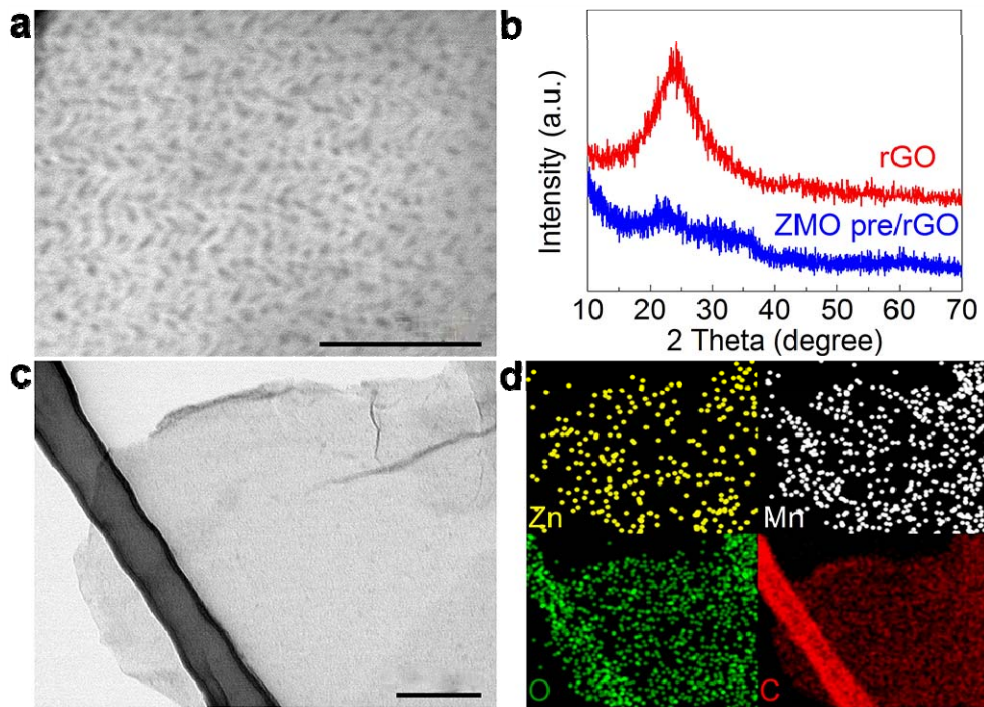 a
b
Intensity (a.u.)
rGO
ZMO pre/rGO
10 20 30 40 50 60 70
2 Theta (degree)
c
d
Zn
Mn
O
C